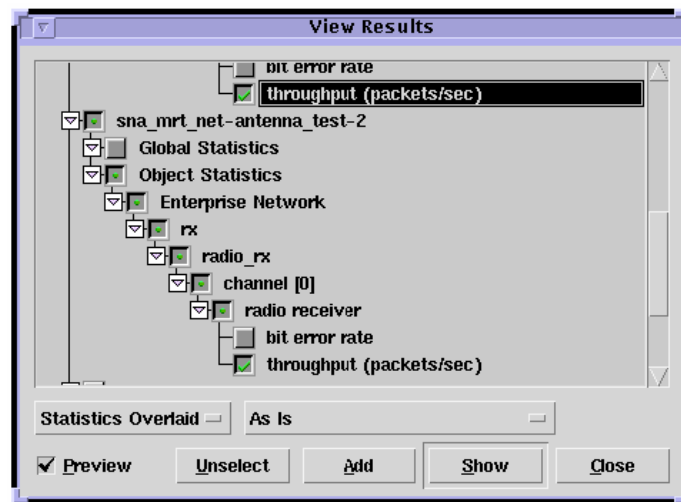 View Results
bit error rate
throughput (packets/sec)
sna_mrt_net-antenna_test-2
Global Statistics
Object Statistics
Enterprise Network
rx
radio_rx
channel [0]
radio receiver
bit error rate
throughput (packets/sec)
Statistics Overlaid As Is
Preview Unselect Add Show Close